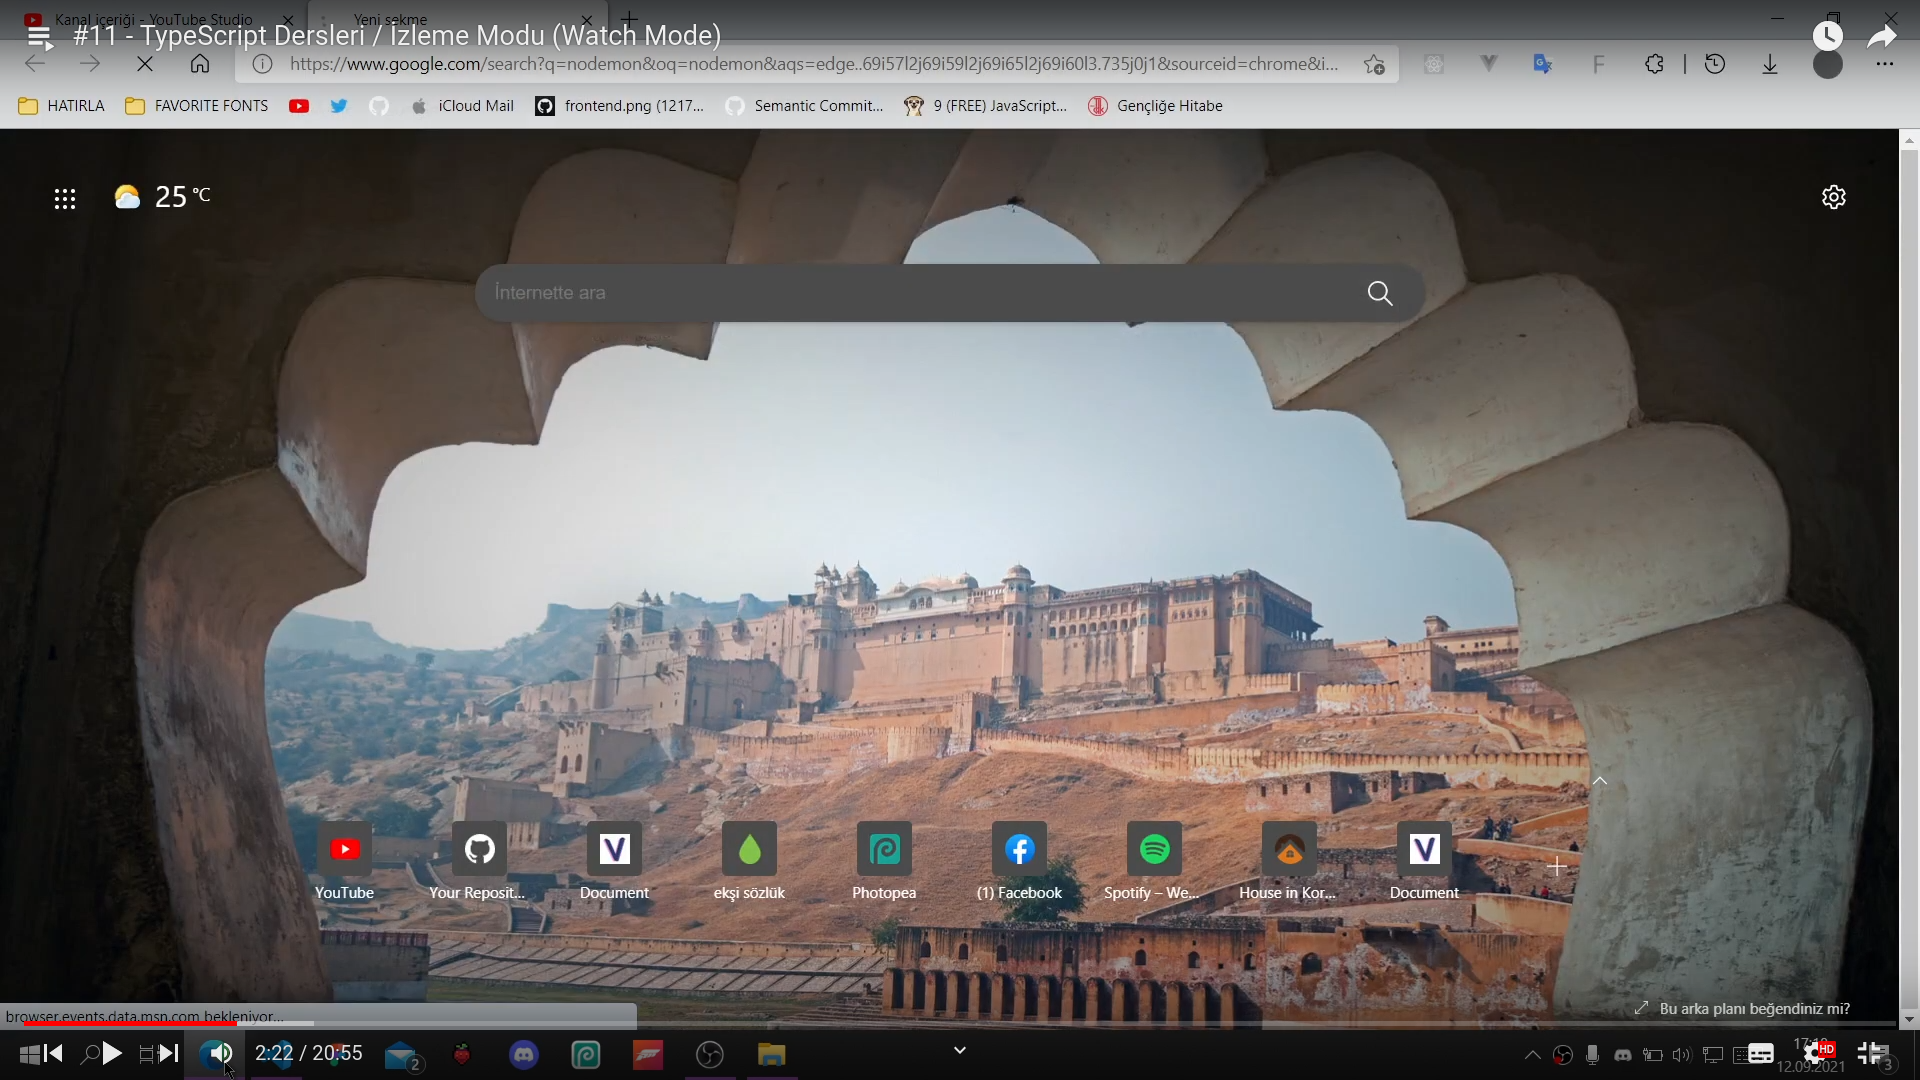 Kanal içeriği - YouTube Studio
Yeni sekme
#11 - TypeScript Dersleri / İzleme Modu (Watch Mode)
https://www.google.com/search?q=nodemon&oq=nodemon&aqs=edge..69i57l2j69i59l2j69i65l2j69i60l3.735j0j1&sourceid=chrome&i...
HATIRLA
FAVORITE FONTS
iCloud Mail
frontend.png (1217...
Semantic Commit...
9 (FREE) JavaScript...
Gençliğe Hitabe
25 °C
İnternette ara
YouTube
Your Reposit...
Document
ekşi sözlük
Photopea
(1) Facebook
Spotify – We...
House in Kor...
Document
Bu arka planı beğendiniz mi?
browser.events.data.msn.com bekleniyor...
2:22 / 20:55
2
HD
12.09.2021
3